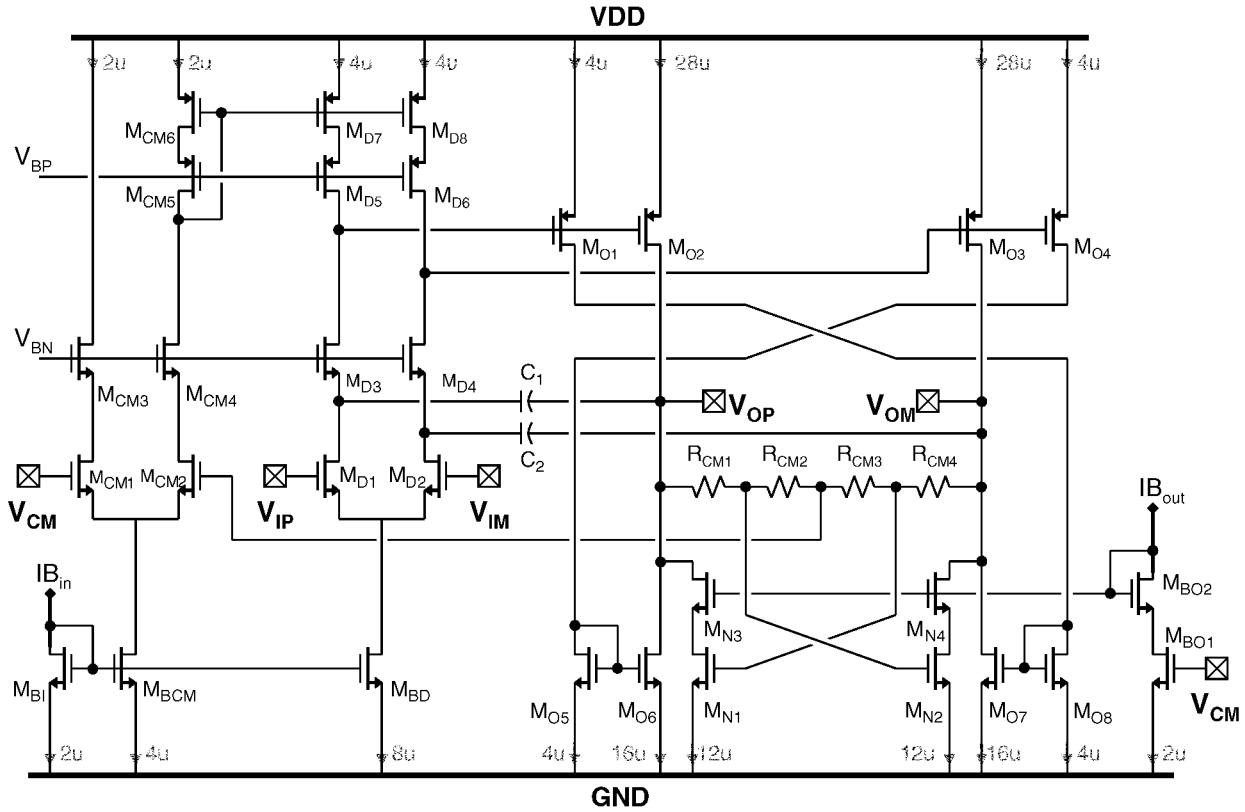 VDD
2u 2u 4u 4u 4u 28u 28u 4u
M_CM6 M_D7 M_D8
V_BP
M_CM5 M_D5 M_D6
M_O1 M_O2 M_O3 M_O4
V_BN
M_CM3 M_CM4 M_D3 M_D4 C_1
V_OP V_OM
C_2
R_CM1 R_CM2 R_CM3 R_CM4
M_CM1 M_CM2 M_D1 M_D2
V_CM V_IP V_IM
IB_out
IB_in
M_BO2
M_N3 M_N4
M_BO1
M_BI M_BCM M_BD
M_O5 M_O6 M_N1 M_N2 M_O7 M_O8
V_CM
2u 4u 8u 4u 16u 12u 12u 16u 4u 2u
GND